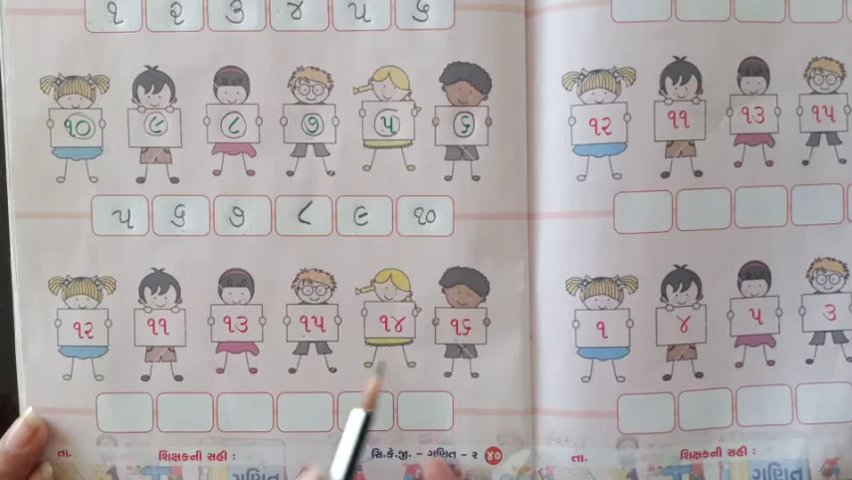 ૧ ૨ ૩ ૪ ૫ ૬
૧૦ ૯ ૮ ૭ ૫ ૬
૫ ૬ ૭ ૮ ૯ ૧૦
૧૨ ૧૧ ૧૩ ૧૫ ૧૪ ૧૬
તા. શિક્ષકની સહી :
સિ.કે.જી. - ગણિત - ૨ ૪૦
ગણિત
૧૨ ૧૧ ૧૩ ૧૫
૧ ૪ ૫ ૩
તા. શિક્ષકની સહી :
ગણિત